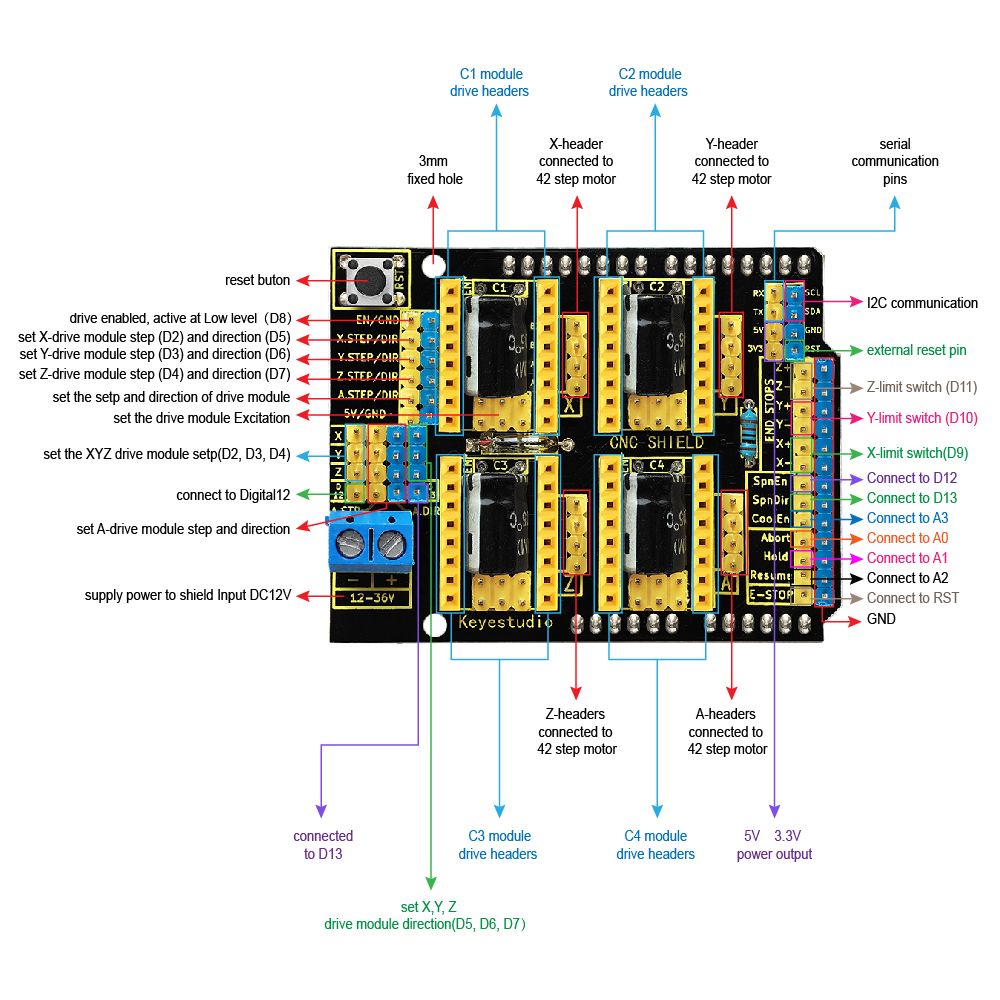 C1 module
drive headers
C2 module
drive headers
3mm
fixed hole
X-header
connected to
42 step motor
Y-header
connected to
42 step motor
serial
communication
pins
reset buton
drive enabled, active at Low level（D8）
set X-drive module step (D2) and direction (D5)
set Y-drive module step (D3) and direction (D6)
set Z-drive module step (D4) and direction (D7)
set the setp and direction of drive module
set the drive module Excitation
set the XYZ drive module setp(D2, D3, D4)
connect to Digital12
set A-drive module step and direction
supply power to shield Input DC12V
RST
EN/GND
X.STEP/DIR
Y.STEP/DIR
Z.STEP/DIR
A.STEP/DIR
5V/GND
X
Y
Z
A.STP
A.DIR
12-36V
EN
C1
X
EN
C2
Y
CNC SHIELD
EN
C3
Z
EN
C4
A
Keyestudio
RX
SCL
TX
SDA
5V
GND
3V3
RST
END STOPS
Z+
Z-
Y+
Y-
X+
X-
SpnEn
SpnDir
CooEn
Abort
Hold
Resume
E-STOP
I2C communication
external reset pin
Z-limit switch (D11)
Y-limit switch (D10)
X-limit switch(D9)
Connect to D12
Connect to D13
Connect to A3
Connect to A0
Connect to A1
Connect to A2
Connect to RST
GND
Z-headers
connected to
42 step motor
A-headers
connected to
42 step motor
connected
to D13
C3 module
drive headers
C4 module
drive headers
5V 3.3V
power output
set X,Y, Z
drive module direction(D5, D6, D7）